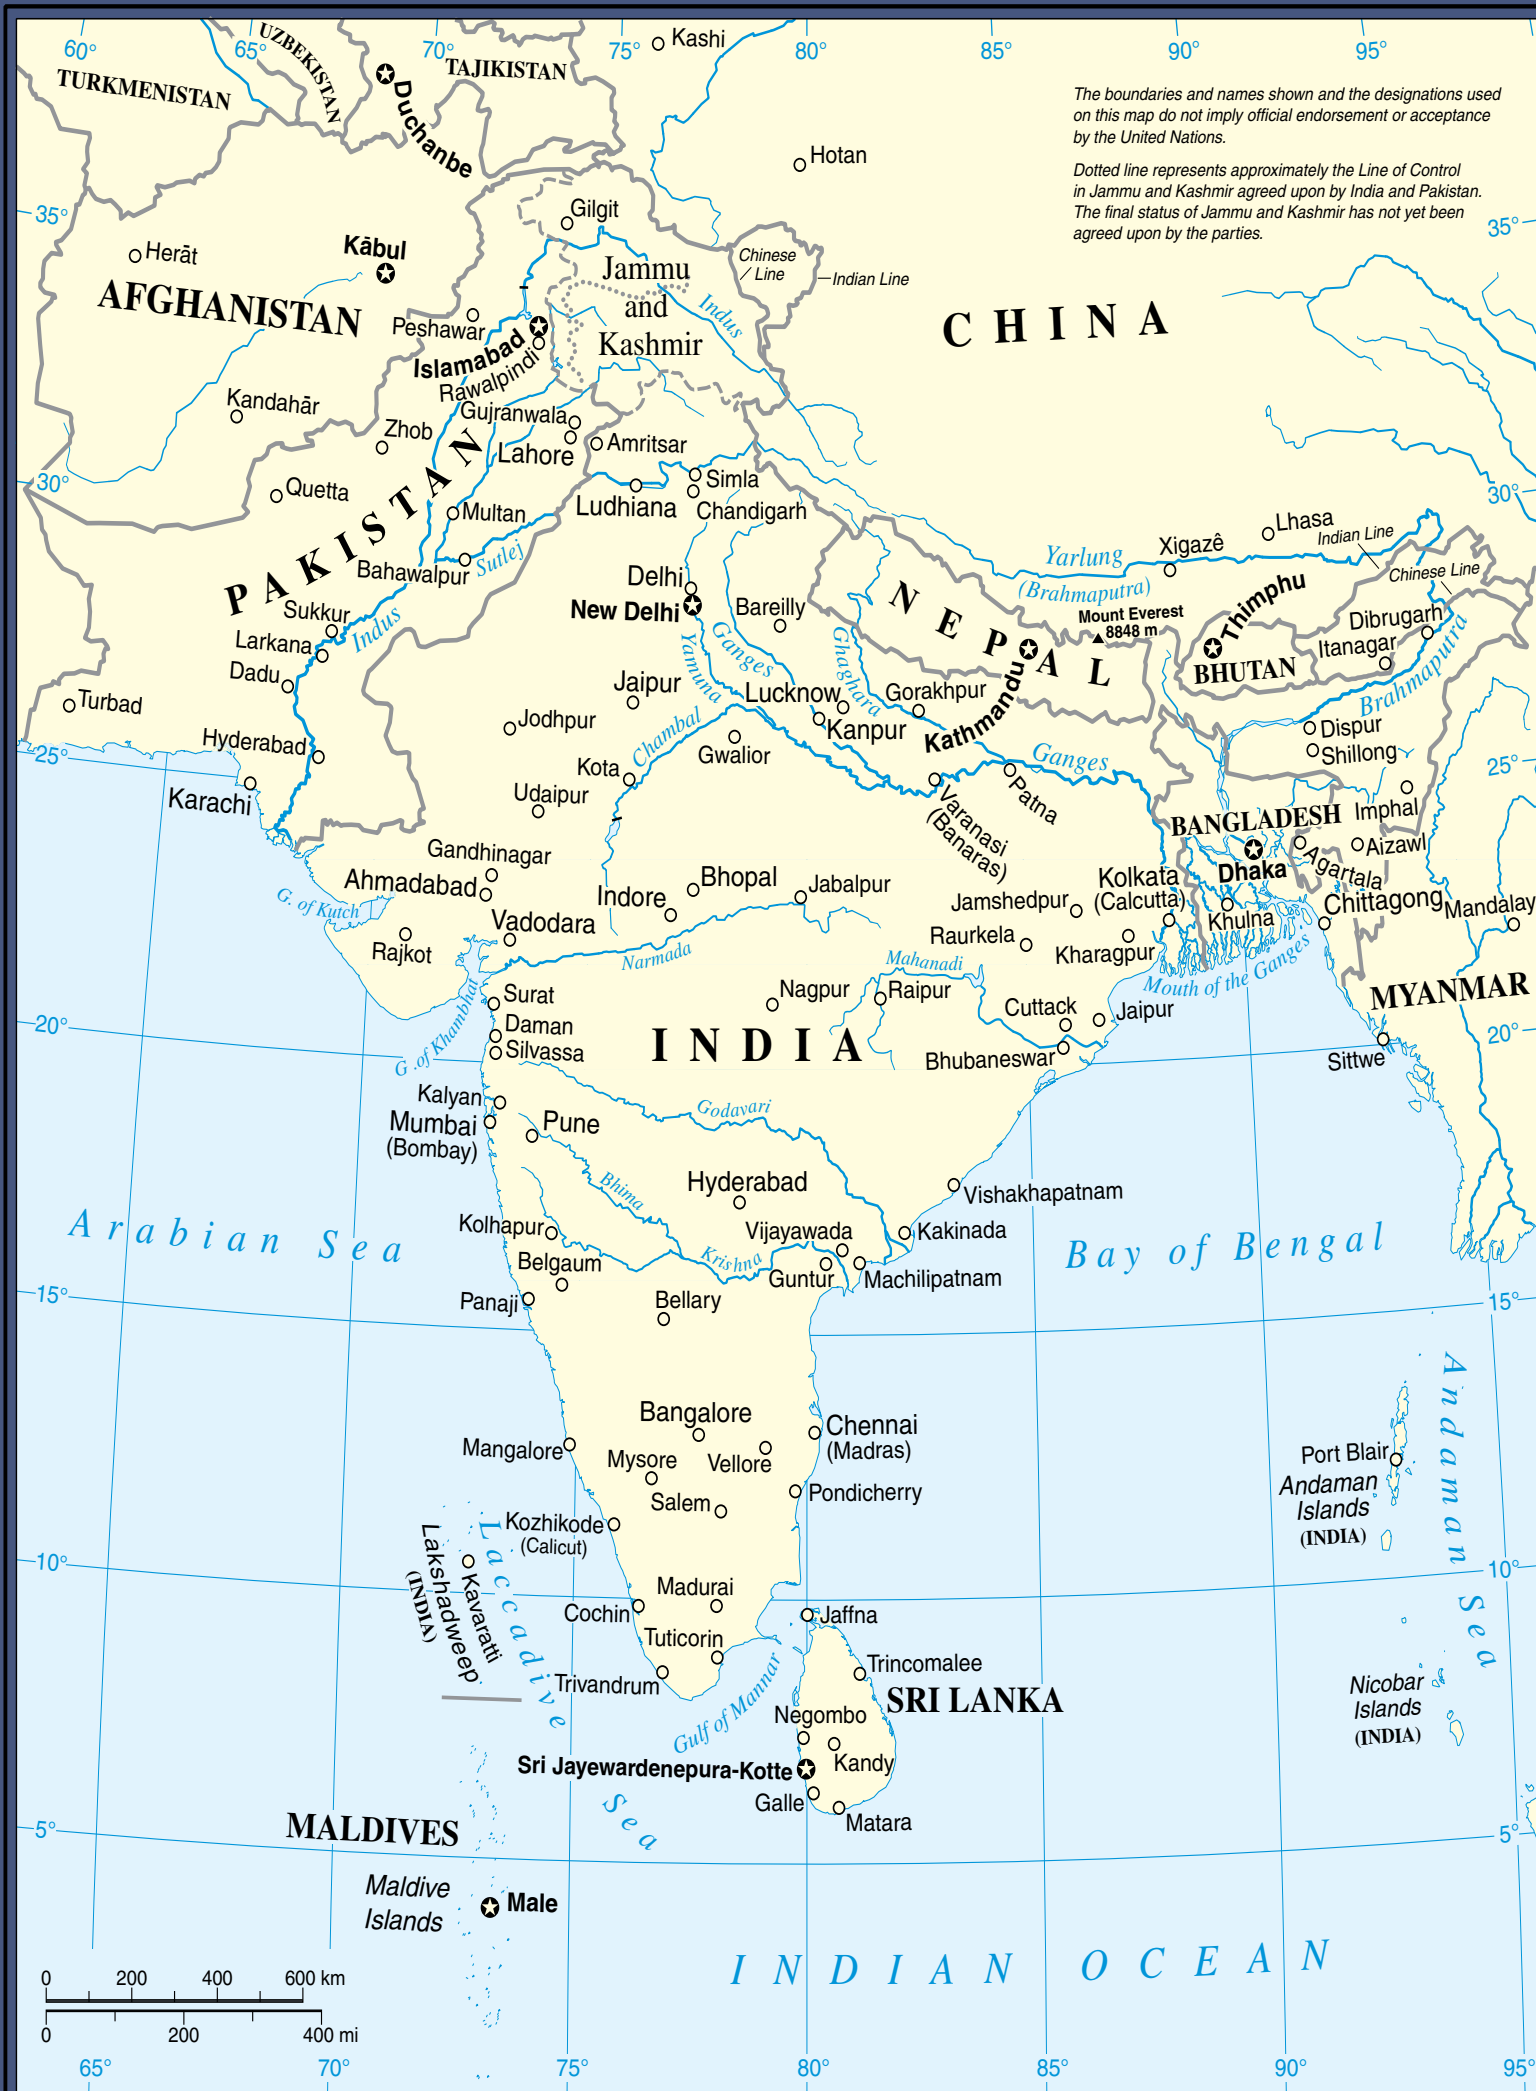 60°
65°
70°
75°
80°
85°
90°
95°
UZBEKISTAN
TURKMENISTAN
TAJIKISTAN
Kashi
Duchanbe
The boundaries and names shown and the designations used
on this map do not imply official endorsement or acceptance
by the United Nations.
Dotted line represents approximately the Line of Control
in Jammu and Kashmir agreed upon by India and Pakistan.
The final status of Jammu and Kashmir has not yet been
agreed upon by the parties.
Hotan
35°
35°
Gilgit
Herāt
Kābul
Chinese
Line
Indian Line
Jammu
and
Kashmir
AFGHANISTAN
Indus
CHINA
Peshawar
Islamabad
Rawalpindi
Kandahār
Gujranwala
Zhob
Lahore
Amritsar
30°
30°
Quetta
Simla
Ludhiana
Chandigarh
PAKISTAN
Multan
Sutlej
Bahawalpur
Lhasa
Indian Line
Xigazê
Yarlung
(Brahmaputra)
Chinese Line
Delhi
New Delhi
Bareilly
NEPAL
Mount Everest
8848 m
Thimphu
BHUTAN
Dibrugarh
Itanagar
Brahmaputra
Sukkur
Indus
Larkana
Dadu
Turbad
Yamuna
Ganges
Ghaghara
Kathmandu
Jaipur
Lucknow
Gorakhpur
Jodhpur
Kanpur
Chambal
Gwalior
Dispur
Shillong
Hyderabad
25°
25°
Ganges
Kota
Karachi
Udaipur
Varanasi
(Banaras)
Patna
Imphal
BANGLADESH
Aizawl
Agartala
Dhaka
Gandhinagar
Ahmadabad
Indore
Bhopal
Jabalpur
Jamshedpur
Kolkata
(Calcutta)
Khulna
Chittagong
Mandalay
G. of Kutch
Vadodara
Rajkot
Raurkela
Kharagpur
Narmada
Mahanadi
Mouth of the Ganges
MYANMAR
Surat
Nagpur
Raipur
Cuttack
Jaipur
20°
20°
G .of Khambhat
Daman
Silvassa
INDIA
Bhubaneswar
Sittwe
Kalyan
Mumbai
(Bombay)
Pune
Godavari
Bhima
Hyderabad
Vishakhapatnam
Arabian Sea
Bay of Bengal
Kolhapur
Vijayawada
Kakinada
Krishna
Belgaum
Guntur
Machilipatnam
15°
15°
Panaji
Bellary
Andaman Sea
Bangalore
Chennai
(Madras)
Mangalore
Mysore
Vellore
Port Blair
Andaman
Islands
(INDIA)
Salem
Pondicherry
Kozhikode
(Calicut)
10°
10°
Laccadive Sea
Kavaratti
Lakshadweep
(INDIA)
Madurai
Cochin
Jaffna
Tuticorin
Trivandrum
Gulf of Mannar
Trincomalee
SRI LANKA
Nicobar
Islands
(INDIA)
Negombo
Kandy
Sri Jayewardenepura-Kotte
Galle
Matara
5°
5°
MALDIVES
Maldive
Islands
Male
INDIAN OCEAN
0 200 400 600 km
0 200 400 mi
65°
70°
75°
80°
85°
90°
95°